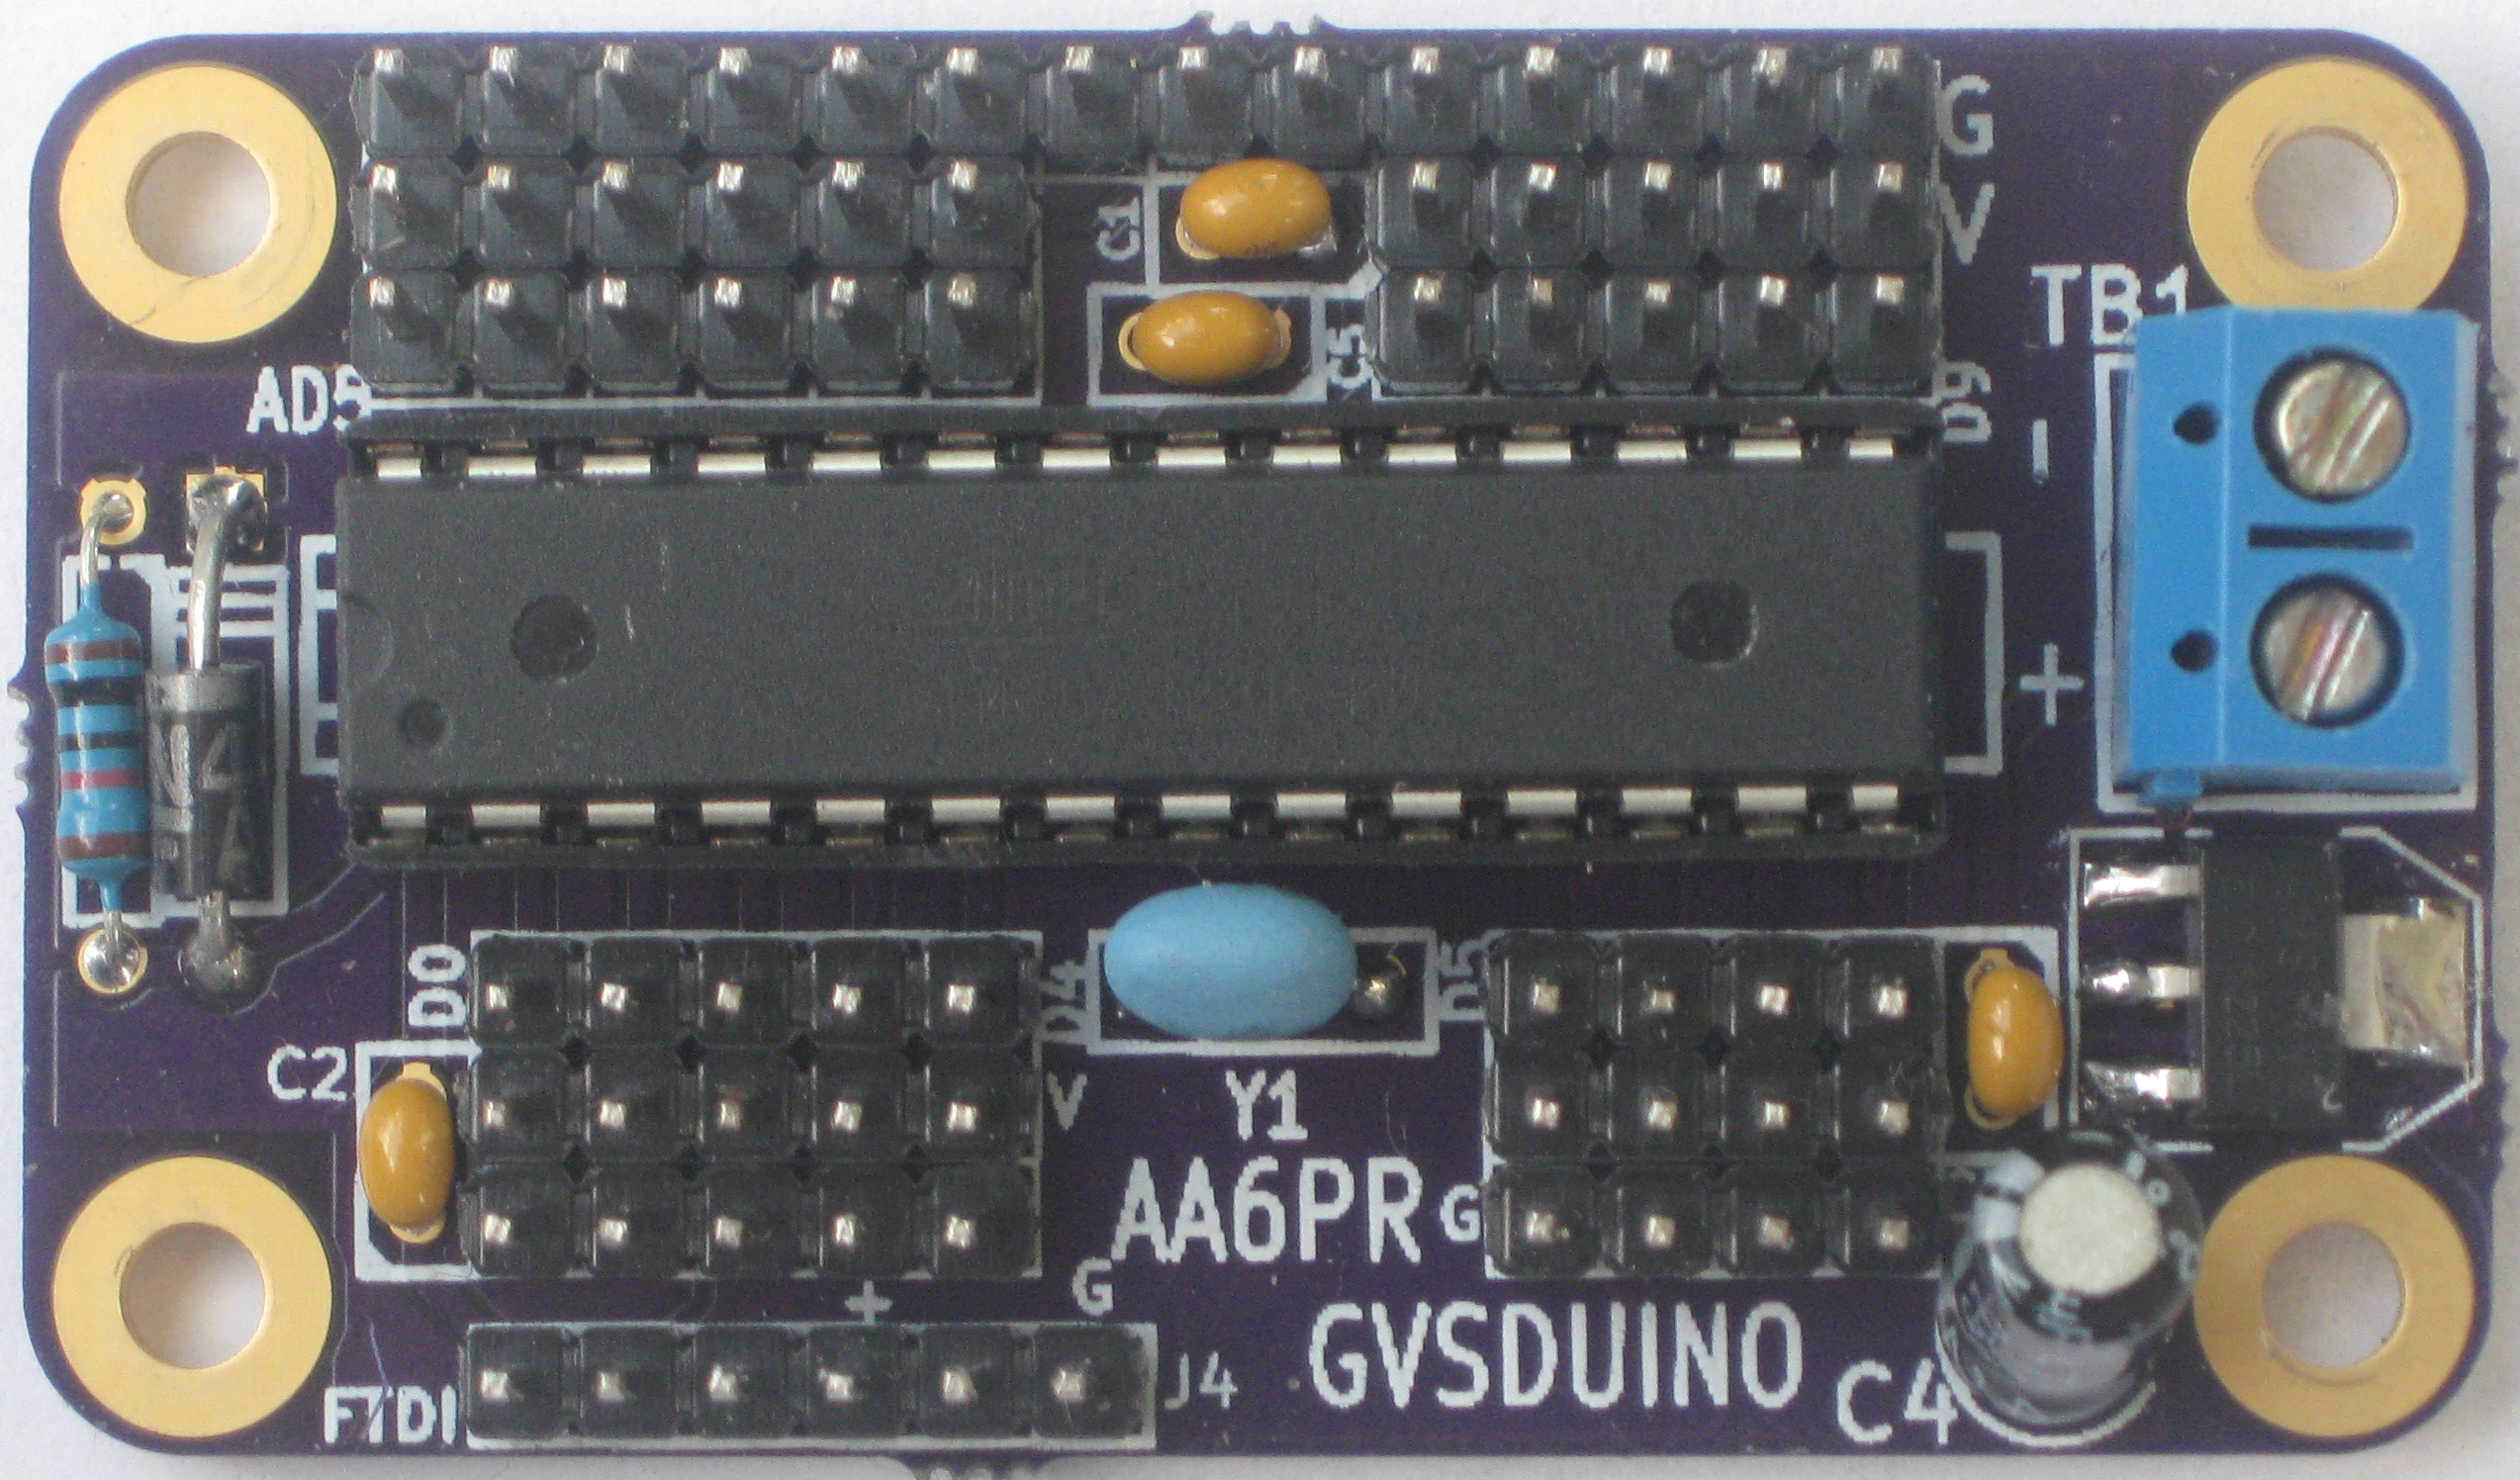 G
V
C1
TB1
C5
AD5
D9
-
+
D0
D4
D5
C2
V
Y1
AA6PR
G
G
+
GVSDUINO
J4
C4
FTDI